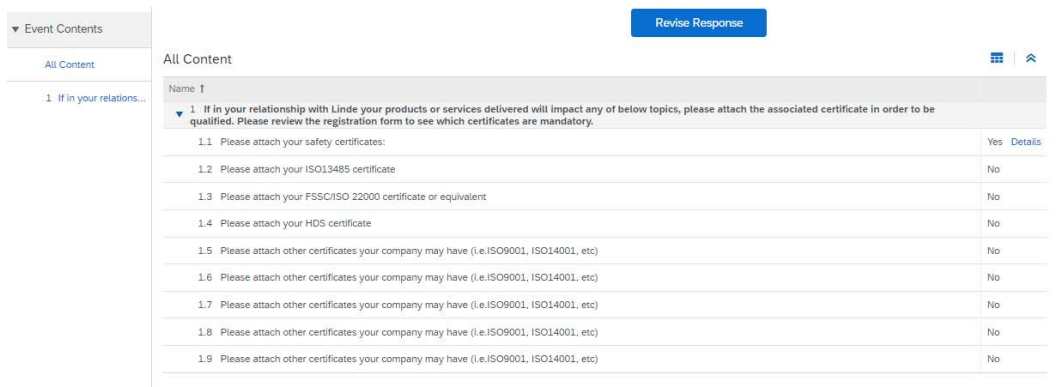 Revise Response
Event Contents
All Content
1 If in your relations...
All Content
Name ↑
1 If in your relationship with Linde your products or services delivered will impact any of below topics, please attach the associated certificate in order to be
qualified. Please review the registration form to see which certificates are mandatory.
1.1 Please attach your safety certificates: Yes Details
1.2 Please attach your ISO13485 certificate No
1.3 Please attach your FSSC/ISO 22000 certificate or equivalent No
1.4 Please attach your HDS certificate No
1.5 Please attach other certificates your company may have (i.e.ISO9001, ISO14001, etc) No
1.6 Please attach other certificates your company may have (i.e.ISO9001, ISO14001, etc) No
1.7 Please attach other certificates your company may have (i.e.ISO9001, ISO14001, etc) No
1.8 Please attach other certificates your company may have (i.e.ISO9001, ISO14001, etc) No
1.9 Please attach other certificates your company may have (i.e.ISO9001, ISO14001, etc) No